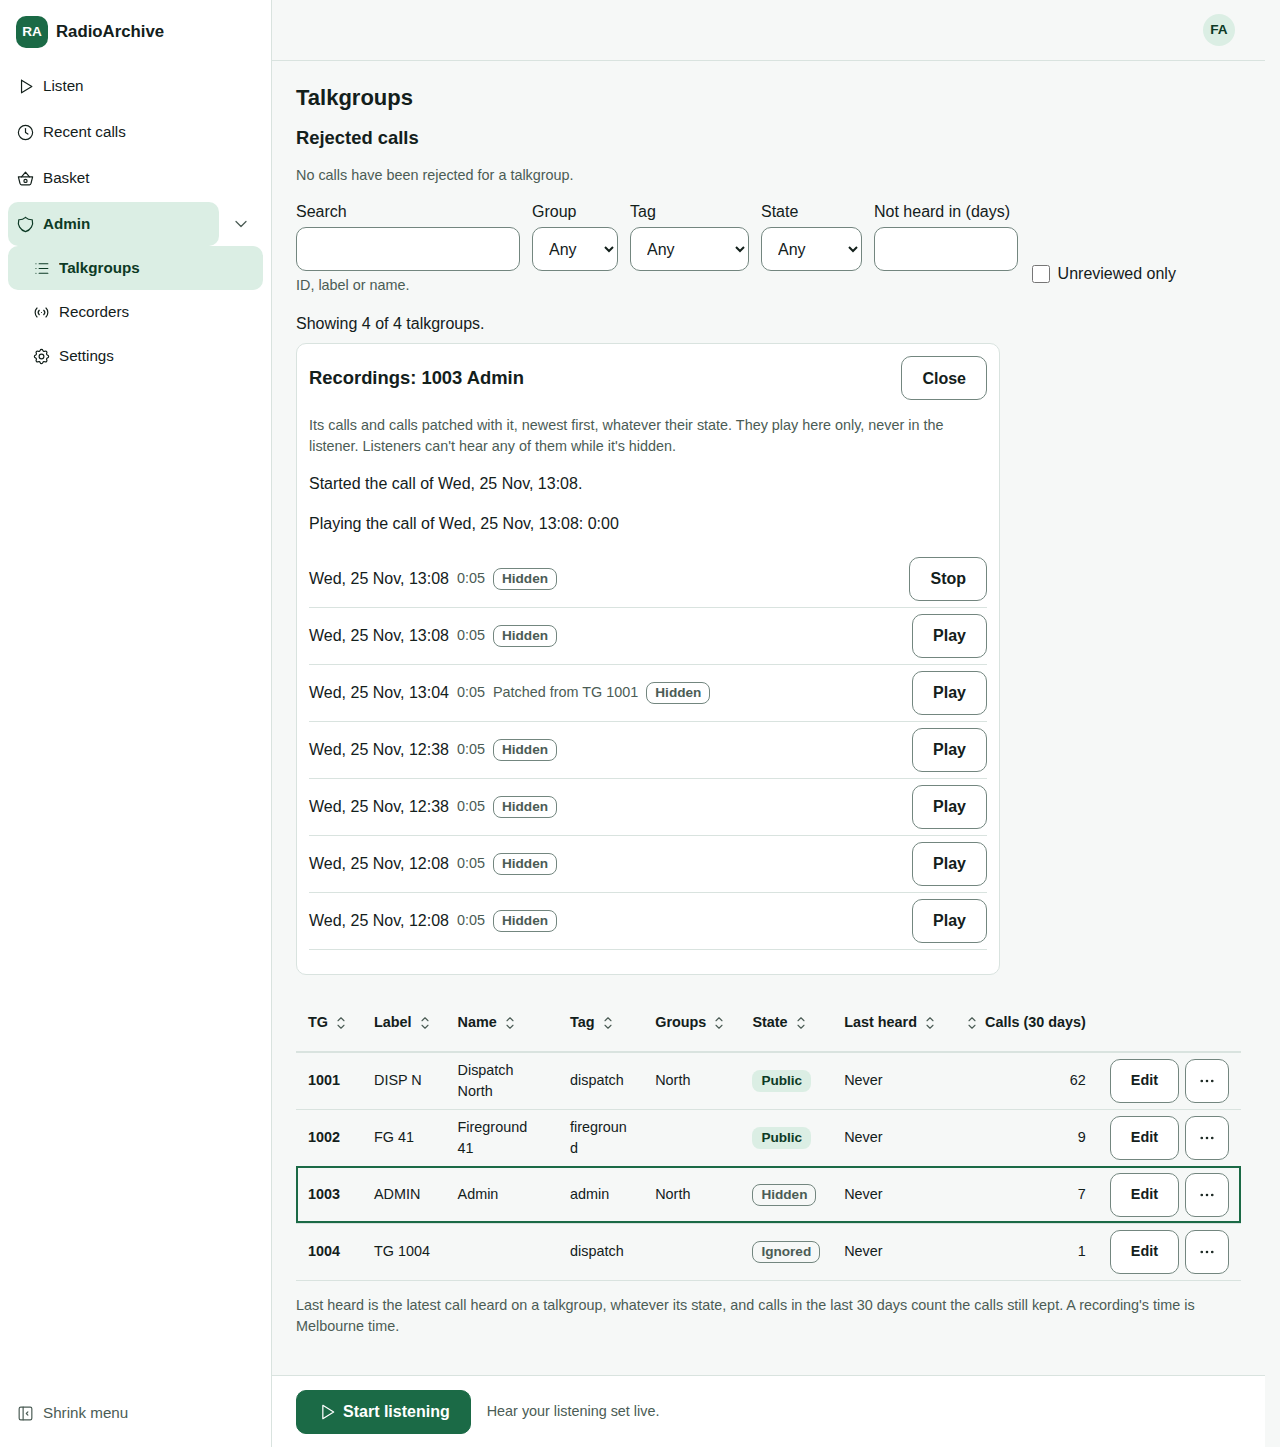 RA RadioArchive
FA
Listen
Recent calls
Basket
Admin
Talkgroups
Recorders
Settings
Shrink menu
Talkgroups
Rejected calls
No calls have been rejected for a talkgroup.
Search Group Tag State Not heard in (days)
Any Any Any
Unreviewed only
ID, label or name.
Showing 4 of 4 talkgroups.
Recordings: 1003 Admin Close
Its calls and calls patched with it, newest first, whatever their state. They play here only, never in the
listener. Listeners can't hear any of them while it's hidden.
Started the call of Wed, 25 Nov, 13:08.
Playing the call of Wed, 25 Nov, 13:08: 0:00
Wed, 25 Nov, 13:08 0:05 Hidden Stop
Wed, 25 Nov, 13:08 0:05 Hidden Play
Wed, 25 Nov, 13:04 0:05 Patched from TG 1001 Hidden Play
Wed, 25 Nov, 12:38 0:05 Hidden Play
Wed, 25 Nov, 12:38 0:05 Hidden Play
Wed, 25 Nov, 12:08 0:05 Hidden Play
Wed, 25 Nov, 12:08 0:05 Hidden Play
TG Label Name Tag Groups State Last heard Calls (30 days)
1001 DISP N Dispatch North dispatch North Public Never 62 Edit
1002 FG 41 Fireground 41 fireground Public Never 9 Edit
1003 ADMIN Admin admin North Hidden Never 7 Edit
1004 TG 1004 dispatch Ignored Never 1 Edit
Last heard is the latest call heard on a talkgroup, whatever its state, and calls in the last 30 days count the calls still kept. A recording's time is
Melbourne time.
Start listening Hear your listening set live.